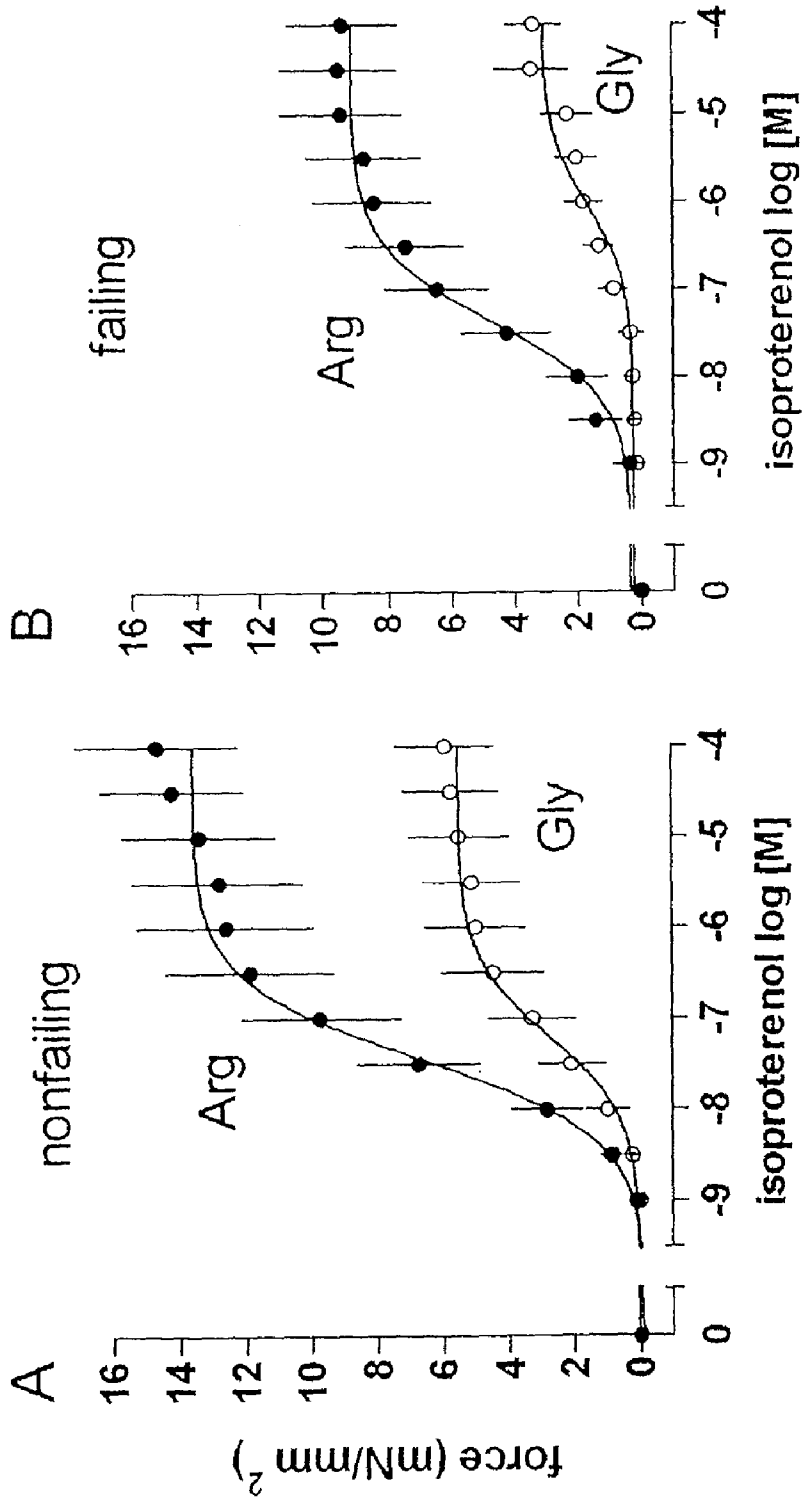 A
nonfailing
force (mN/mm²)
16
14
12
10
8
6
4
2
0
Arg
Gly
0 -9 -8 -7 -6 -5 -4
isoproterenol log [M]
B
failing
16
14
12
10
8
6
4
2
0
Arg
Gly
0 -9 -8 -7 -6 -5 -4
isoproterenol log [M]